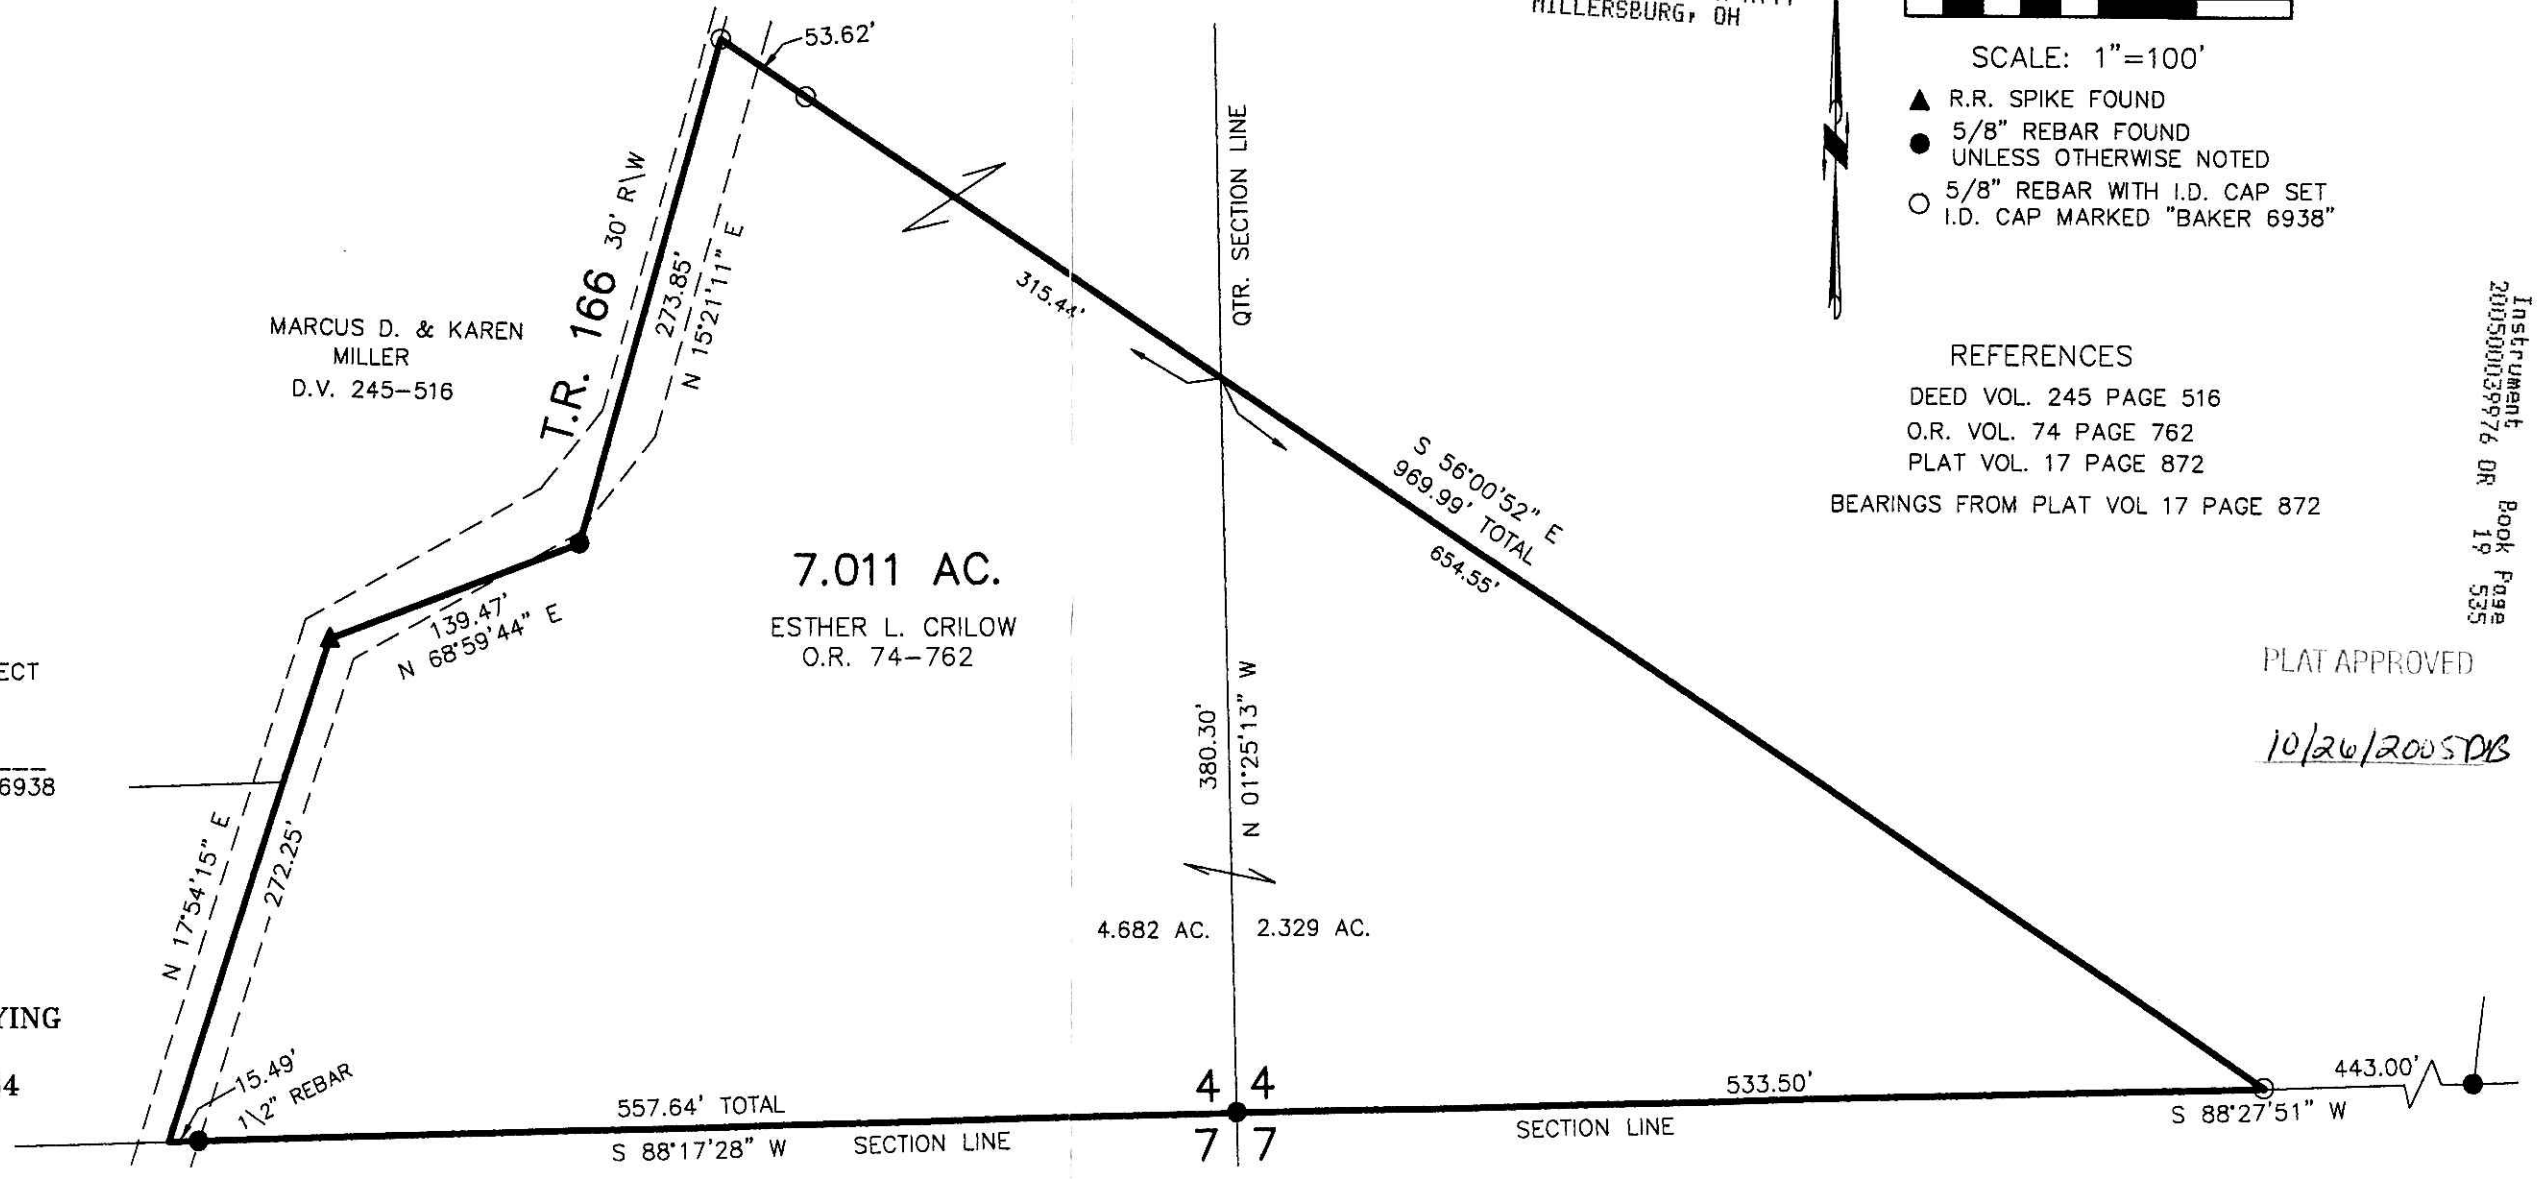 MILLERSBURG, OH
SCALE: 1"=100'
R.R. SPIKE FOUND
5/8" REBAR FOUND
UNLESS OTHERWISE NOTED
5/8" REBAR WITH I.D. CAP SET
I.D. CAP MARKED "BAKER 6938"
53.62'
QTR. SECTION LINE
T.R. 166 30' R\W
273.85'
N 15°21'11" E
315.44'
MARCUS D. & KAREN
MILLER
D.V. 245-516
REFERENCES
DEED VOL. 245 PAGE 516
O.R. VOL. 74 PAGE 762
PLAT VOL. 17 PAGE 872
BEARINGS FROM PLAT VOL 17 PAGE 872
Instrument Book Page
200500039976 OR 19 535
S 56°00'52" E
969.99' TOTAL
654.55'
7.011 AC.
ESTHER L. CRILOW
O.R. 74-762
139.47'
N 68°59'44" E
PLAT APPROVED
10/26/2005 DB
ECT
6938
380.30'
N 01°25'13" W
N 17°54'15" E
272.25'
4.682 AC. 2.329 AC.
YING
4
15.49'
1\2" REBAR
557.64' TOTAL
S 88°17'28" W SECTION LINE
4 4
7 7
533.50'
SECTION LINE
443.00'
S 88°27'51" W